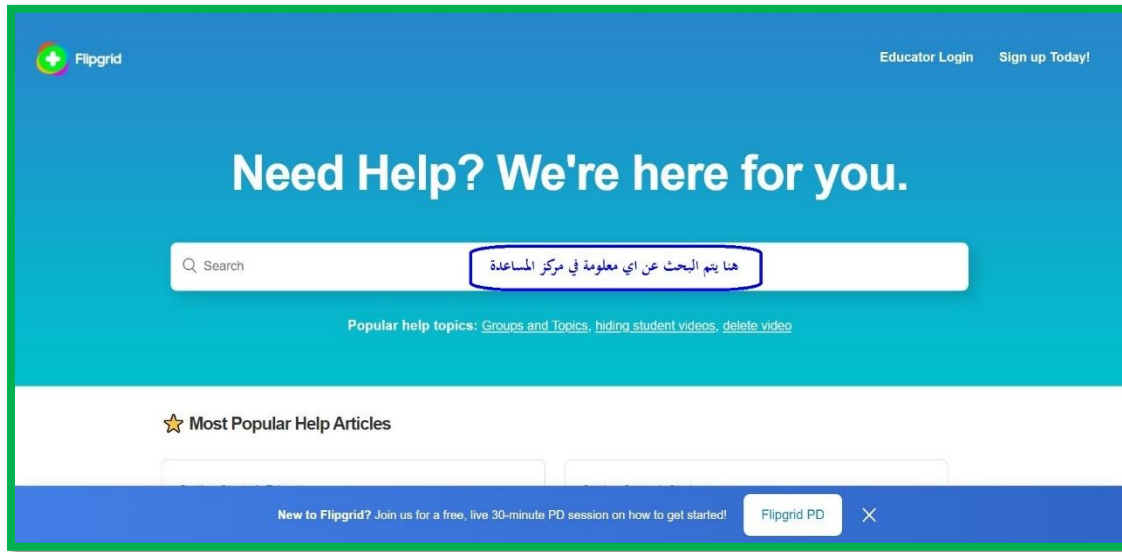 Flipgrid
Educator Login
Sign up Today!
Need Help? We're here for you.
Search
هنا يتم البحث عن اي معلومة في مركز المساعدة
Popular help topics: Groups and Topics, hiding student videos, delete video
Most Popular Help Articles
New to Flipgrid? Join us for a free, live 30-minute PD session on how to get started!
Flipgrid PD